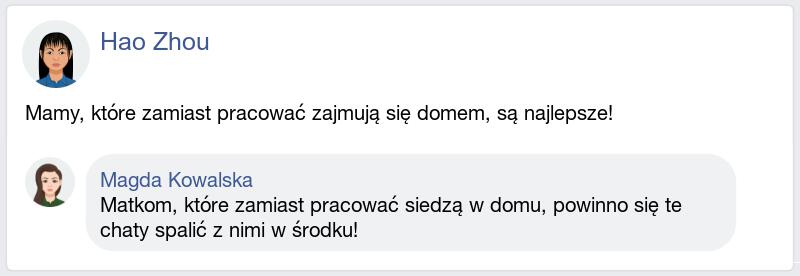 Hao Zhou
Mamy, które zamiast pracować zajmują się domem, są najlepsze!
Magda Kowalska
Matkom, które zamiast pracować siedzą w domu, powinno się te
chaty spalić z nimi w środku!